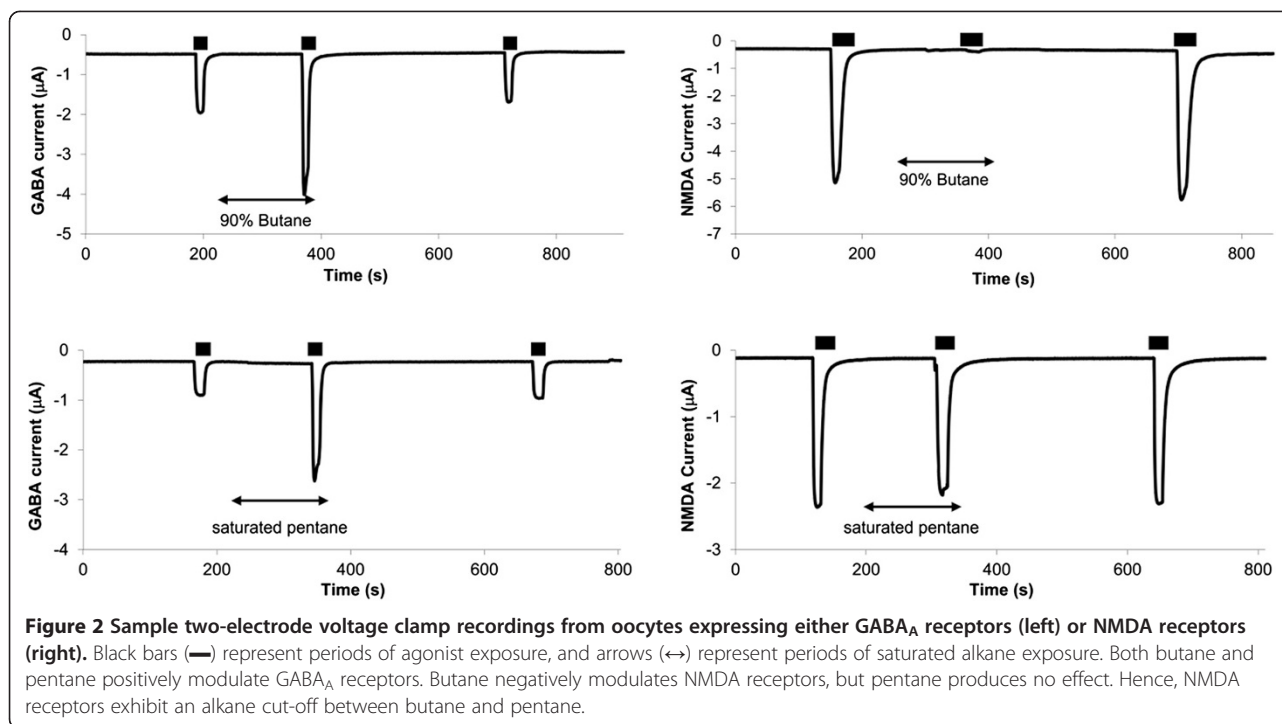 0
-1
-2
-3
-4
-5
GABA current (µA)
0 200 400 600 800
Time (s)
90% Butane
0
-1
-2
-3
-4
-5
-6
-7
NMDA Current (µA)
0 200 400 600 800
Time (s)
90% Butane
0
-1
-2
-3
-4
GABA current (µA)
0 200 400 600 800
Time (s)
saturated pentane
0
-1
-2
-3
NMDA Current (µA)
0 200 400 600 800
Time (s)
saturated pentane
Figure 2 Sample two-electrode voltage clamp recordings from oocytes expressing either GABA_A receptors (left) or NMDA receptors
(right). Black bars (▬) represent periods of agonist exposure, and arrows (↔) represent periods of saturated alkane exposure. Both butane and
pentane positively modulate GABA_A receptors. Butane negatively modulates NMDA receptors, but pentane produces no effect. Hence, NMDA
receptors exhibit an alkane cut-off between butane and pentane.